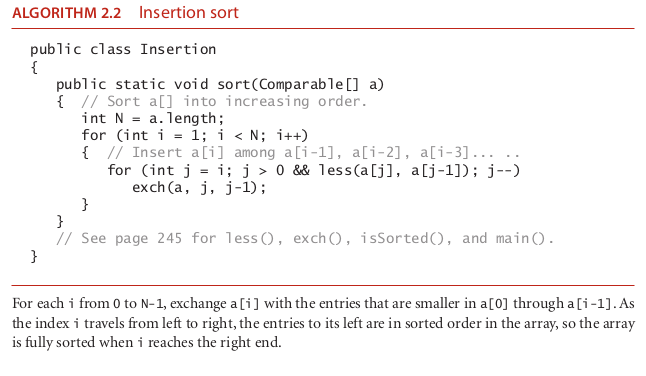 ALGORITHM 2.2 Insertion sort
public class Insertion
{
public static void sort(Comparable[] a)
{ // Sort a[] into increasing order.
int N = a.length;
for (int i = 1; i < N; i++)
{ // Insert a[i] among a[i-1], a[i-2], a[i-3]... ..
for (int j = i; j > 0 && less(a[j], a[j-1]); j--)
exch(a, j, j-1);
}
}
// See page 245 for less(), exch(), isSorted(), and main().
}
For each i from 0 to N-1, exchange a[i] with the entries that are smaller in a[0] through a[i-1]. As
the index i travels from left to right, the entries to its left are in sorted order in the array, so the array
is fully sorted when i reaches the right end.